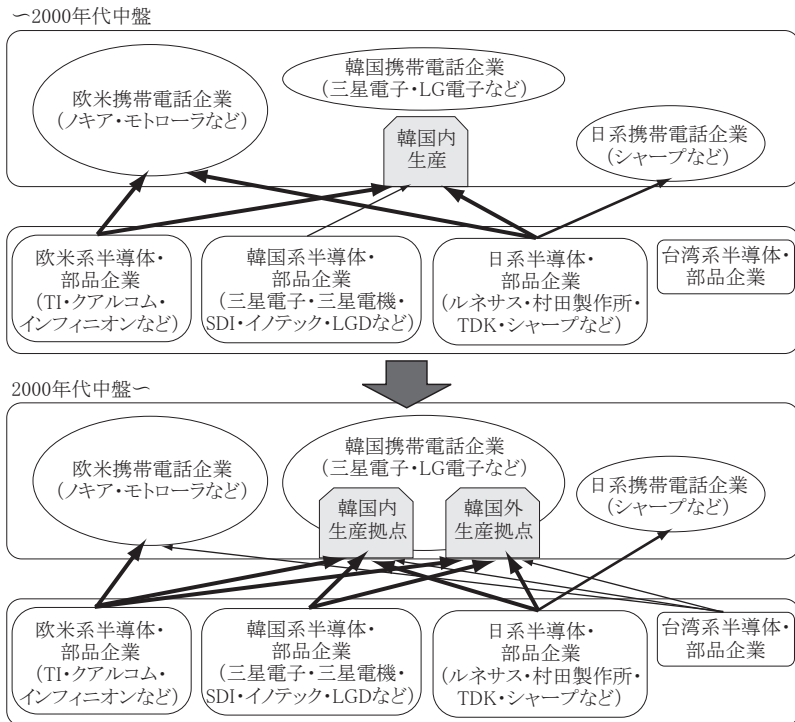 〜2000年代中盤
欧米携帯電話企業
(ノキア・モトローラなど)
韓国携帯電話企業
(三星電子・LG電子など)
韓国内
生産
日系携帯電話企業
(シャープなど)
欧米系半導体・
部品企業
(TI・クアルコム・
インフィニオンなど)
韓国系半導体・
部品企業
(三星電子・三星電機・
SDI・イノテック・LGDなど)
日系半導体・
部品企業
(ルネサス・村田製作所・
TDK・シャープなど)
台湾系半導体・
部品企業
2000年代中盤〜
欧米携帯電話企業
(ノキア・モトローラなど)
韓国携帯電話企業
(三星電子・LG電子など)
韓国内
生産拠点
韓国外
生産拠点
日系携帯電話企業
(シャープなど)
欧米系半導体・
部品企業
(TI・クアルコム・
インフィニオンなど)
韓国系半導体・
部品企業
(三星電子・三星電機・
SDI・イノテック・LGDなど)
日系半導体・
部品企業
(ルネサス・村田製作所・
TDK・シャープなど)
台湾系半導体・
部品企業